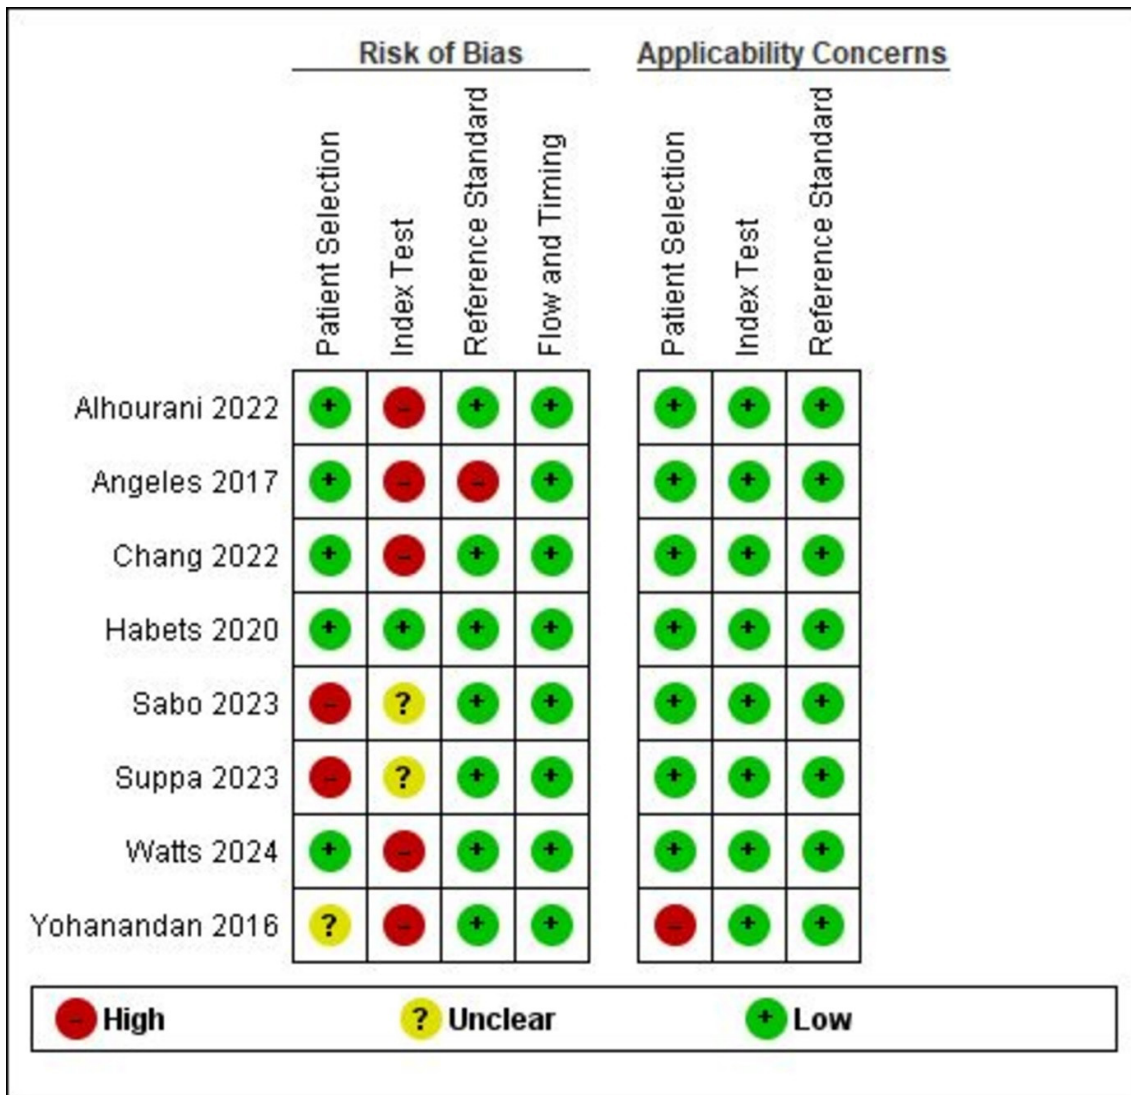 Risk of Bias Applicability Concerns
Patient Selection
Index Test
Reference Standard
Flow and Timing
Patient Selection
Index Test
Reference Standard
Alhourani 2022 + - + + + + +
Angeles 2017 + - - + + + +
Chang 2022 + - + + + + +
Habets 2020 + + + + + + +
Sabo 2023 - ? + + + + +
Suppa 2023 - ? + + + + +
Watts 2024 + - + + + + +
Yohanandan 2016 ? - + + - + +
- High ? Unclear + Low